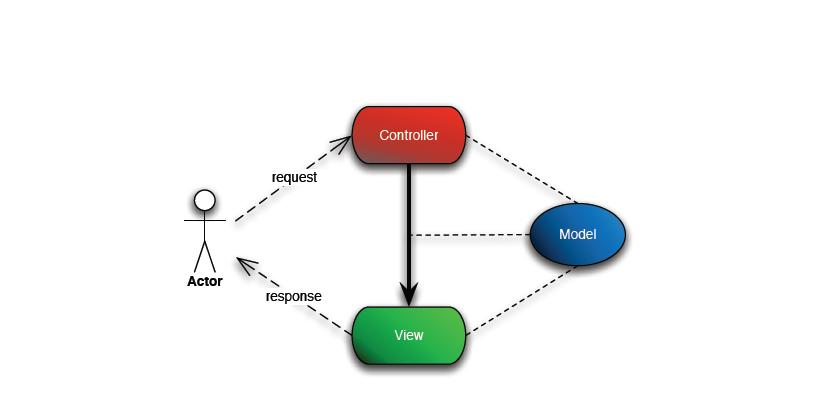 Controller
request
Model
Actor
response
View